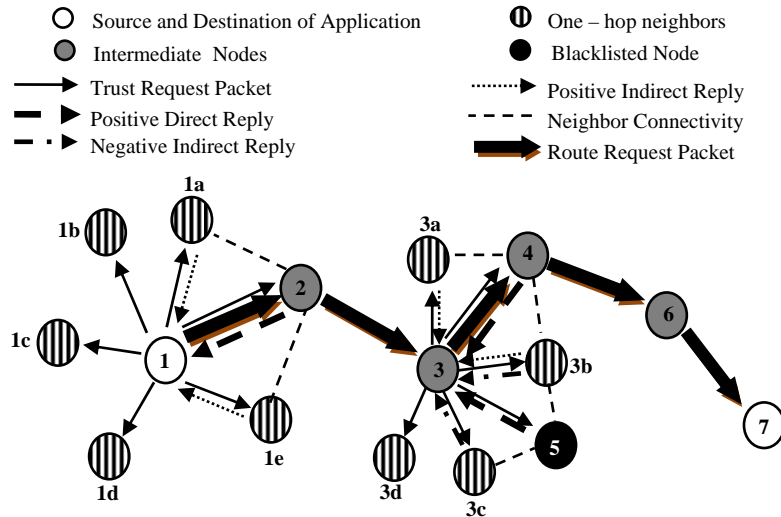 Source and Destination of Application
One – hop neighbors
Intermediate Nodes
Blacklisted Node
Trust Request Packet
Positive Indirect Reply
Positive Direct Reply
Neighbor Connectivity
Negative Indirect Reply
Route Request Packet
1a
1b
3a
4
2
6
1c
1
3
3b
7
1e
5
1d
3d
3c